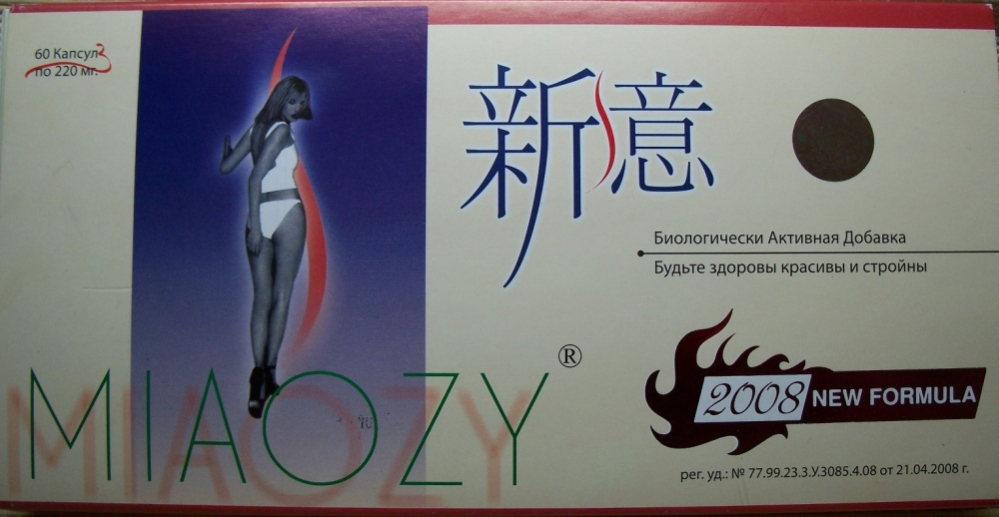 60 Капсул
по 220 мг.
新意
Биологически Активная Добавка
Будьте здоровы красивы и стройны
MIAOZY®
2008 NEW FORMULA
рег. уд.: № 77.99.23.3.У.3085.4.08 от 21.04.2008 г.